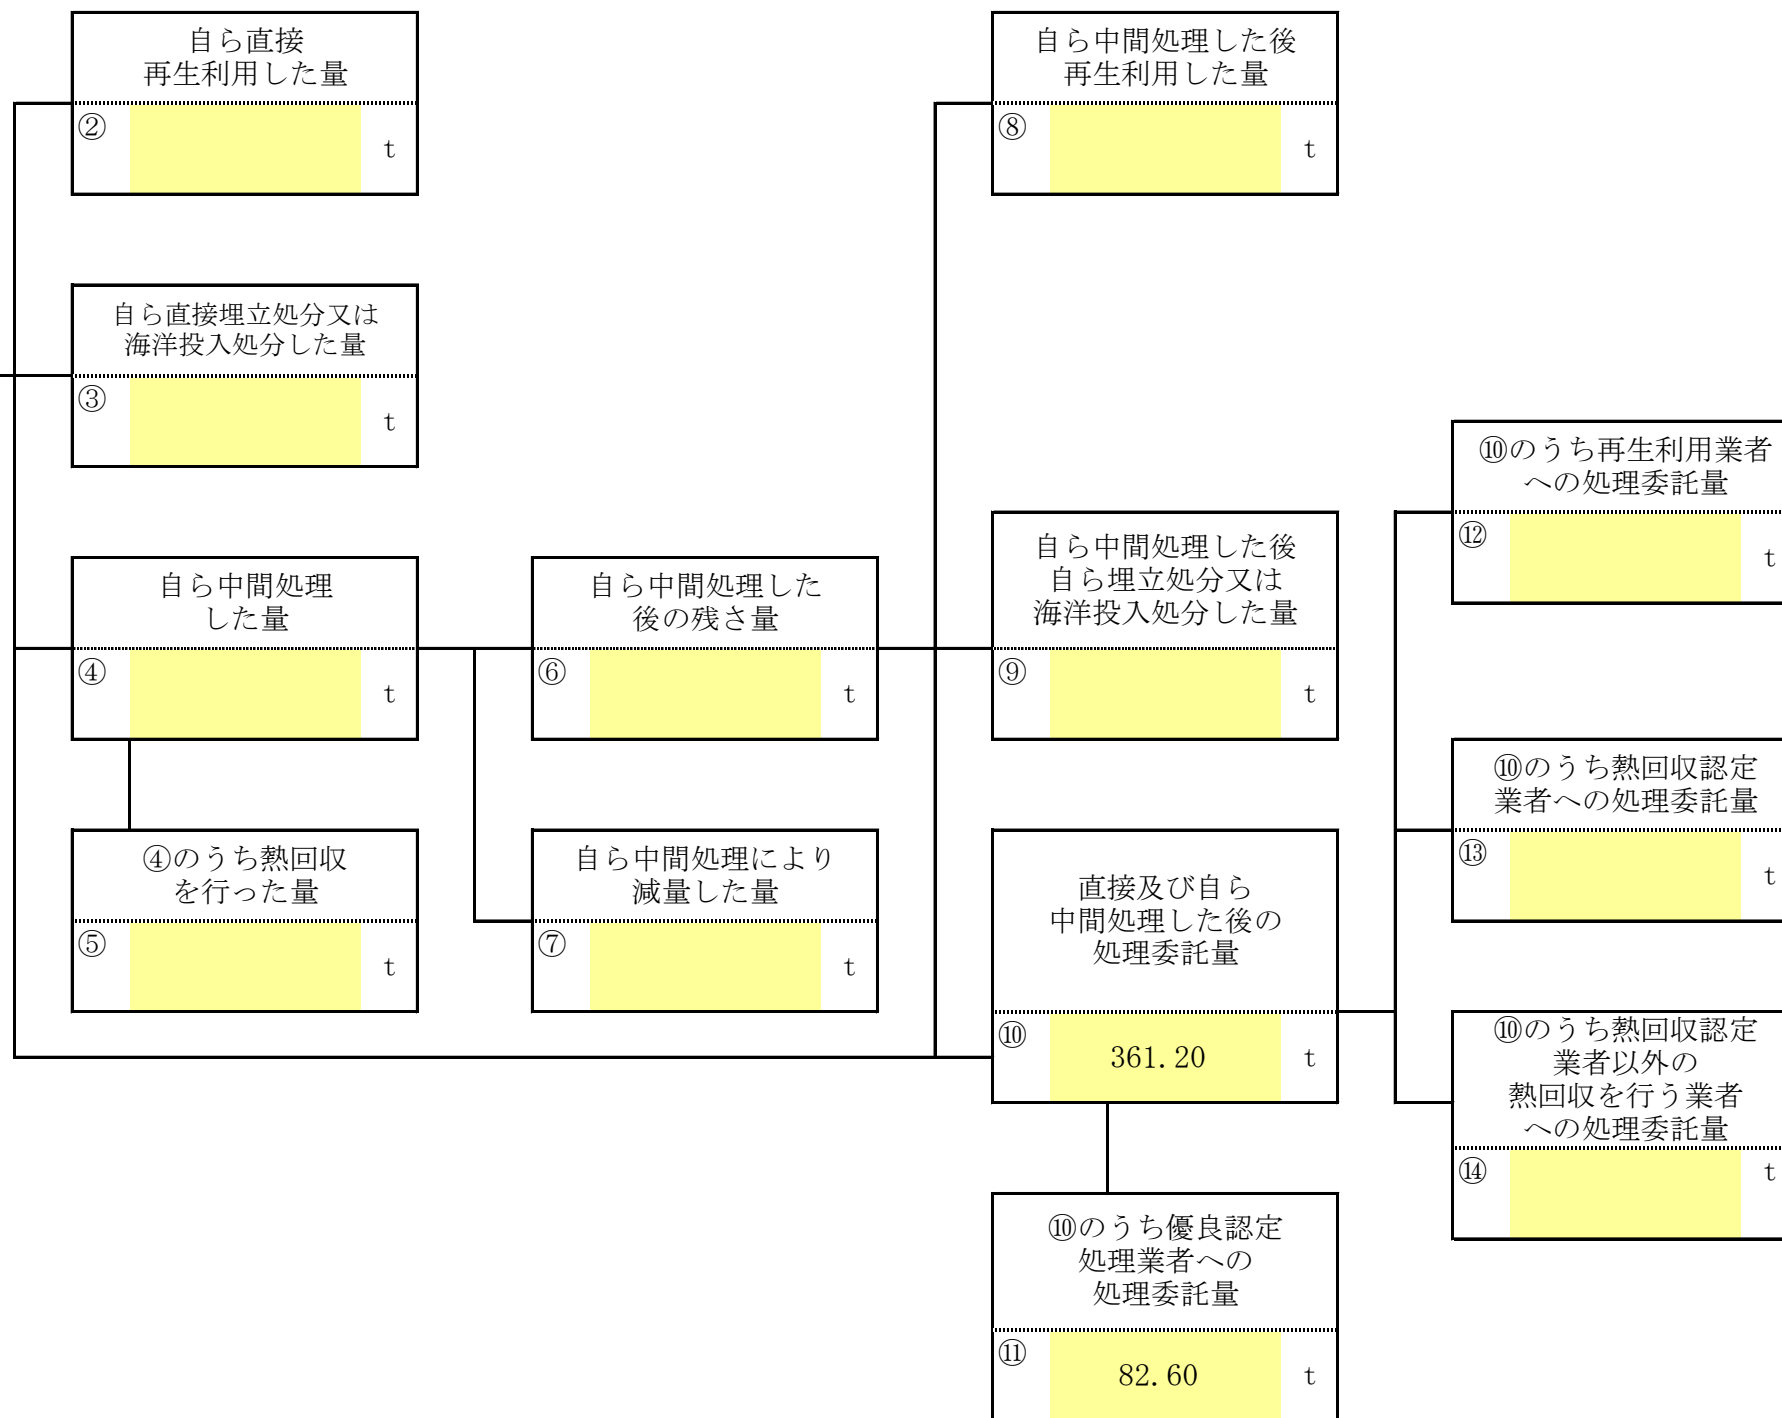 自ら直接
再生利用した量
②
t
自ら中間処理した後
再生利用した量
⑧
t
自ら直接埋立処分又は
海洋投入処分した量
③
t
⑩のうち再生利用業者
への処理委託量
⑫
t
自ら中間処理
した量
④
t
自ら中間処理した
後の残さ量
⑥
t
自ら中間処理した後
自ら埋立処分又は
海洋投入処分した量
⑨
t
⑩のうち熱回収認定
業者への処理委託量
⑬
t
④のうち熱回収
を行った量
⑤
t
自ら中間処理により
減量した量
⑦
t
直接及び自ら
中間処理した後の
処理委託量
⑩
361.20
t
⑩のうち熱回収認定
業者以外の
熱回収を行う業者
への処理委託量
⑭
t
⑩のうち優良認定
処理業者への
処理委託量
⑪
82.60
t